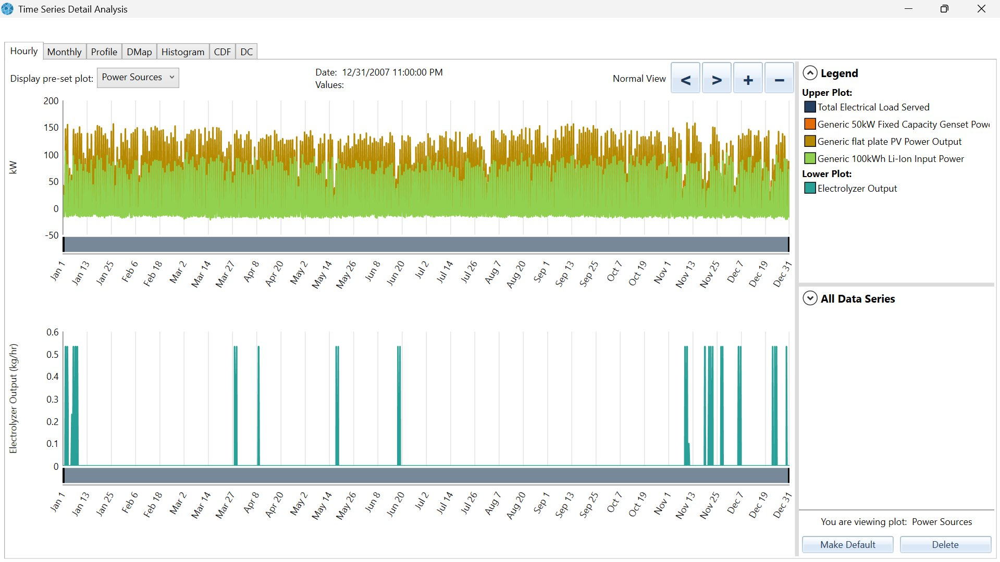 Time Series Detail Analysis
Hourly Monthly Profile DMap Histogram CDF DC
Display pre-set plot: Power Sources
Date: 12/31/2007 11:00:00 PM
Values:
Normal View < > + −
200
150
100
50
0
-50
kW
Jan 1 Jan 13 Jan 25 Feb 6 Feb 18 Mar 2 Mar 14 Mar 27 Apr 8 Apr 20 May 2 May 14 May 26 Jun 8 Jun 20 Jul 2 Jul 14 Jul 26 Aug 7 Aug 20 Sep 1 Sep 13 Sep 25 Oct 7 Oct 19 Nov 1 Nov 13 Nov 25 Dec 7 Dec 19 Dec 31
0.6
0.5
0.4
0.3
0.2
0.1
0
Electrolyzer Output (kg/hr)
Jan 1 Jan 13 Jan 25 Feb 6 Feb 18 Mar 2 Mar 14 Mar 27 Apr 8 Apr 20 May 2 May 14 May 26 Jun 8 Jun 20 Jul 2 Jul 14 Jul 26 Aug 7 Aug 20 Sep 1 Sep 13 Sep 25 Oct 7 Oct 19 Nov 1 Nov 13 Nov 25 Dec 7 Dec 19 Dec 31
Legend
Upper Plot:
Total Electrical Load Served
Generic 50kW Fixed Capacity Genset Pow
Generic flat plate PV Power Output
Generic 100kWh Li-Ion Input Power
Lower Plot:
Electrolyzer Output
All Data Series
You are viewing plot: Power Sources
Make Default Delete